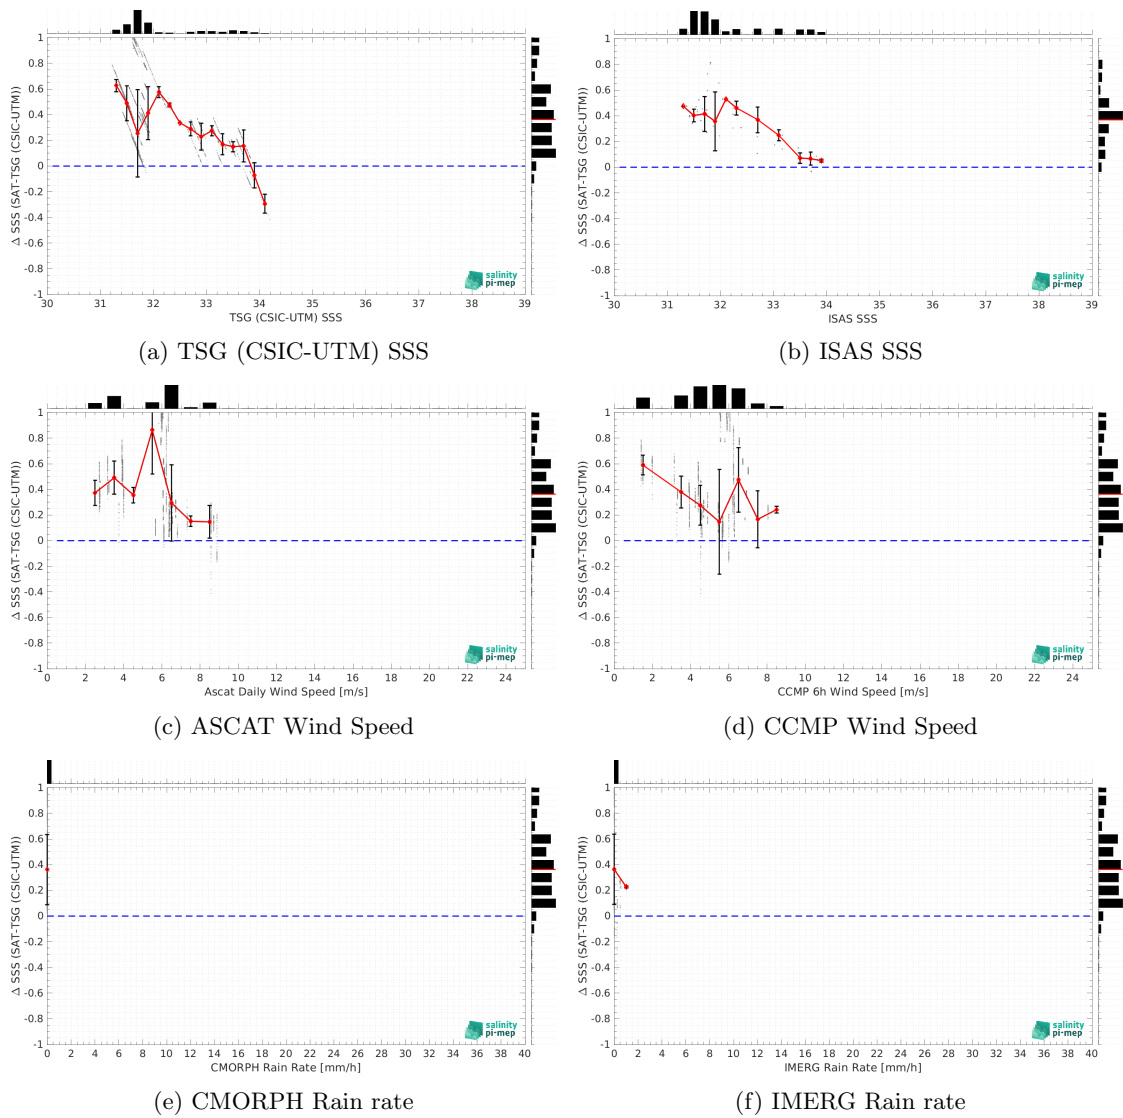 1
0.8
0.6
0.4
0.2
0
-0.2
-0.4
-0.6
-0.8
-1
Δ SSS (SAT-TSG (CSIC-UTM))
30 31 32 33 34 35 36 37 38 39
TSG (CSIC-UTM) SSS
salinity
pi-mep
(a) TSG (CSIC-UTM) SSS
1
0.8
0.6
0.4
0.2
0
-0.2
-0.4
-0.6
-0.8
-1
Δ SSS (SAT-TSG (CSIC-UTM))
30 31 32 33 34 35 36 37 38 39
ISAS SSS
salinity
pi-mep
(b) ISAS SSS
1
0.8
0.6
0.4
0.2
0
-0.2
-0.4
-0.6
-0.8
-1
Δ SSS (SAT-TSG (CSIC-UTM))
0 2 4 6 8 10 12 14 16 18 20 22 24
Ascat Daily Wind Speed [m/s]
salinity
pi-mep
(c) ASCAT Wind Speed
1
0.8
0.6
0.4
0.2
0
-0.2
-0.4
-0.6
-0.8
-1
Δ SSS (SAT-TSG (CSIC-UTM))
0 2 4 6 8 10 12 14 16 18 20 22 24
CCMP 6h Wind Speed [m/s]
salinity
pi-mep
(d) CCMP Wind Speed
1
0.8
0.6
0.4
0.2
0
-0.2
-0.4
-0.6
-0.8
-1
Δ SSS (SAT-TSG (CSIC-UTM))
0 2 4 6 8 10 12 14 16 18 20 22 24 26 28 30 32 34 36 38 40
CMORPH Rain Rate [mm/h]
salinity
pi-mep
(e) CMORPH Rain rate
1
0.8
0.6
0.4
0.2
0
-0.2
-0.4
-0.6
-0.8
-1
Δ SSS (SAT-TSG (CSIC-UTM))
0 2 4 6 8 10 12 14 16 18 20 22 24 26 28 30 32 34 36 38 40
IMERG Rain Rate [mm/h]
salinity
pi-mep
(f) IMERG Rain rate